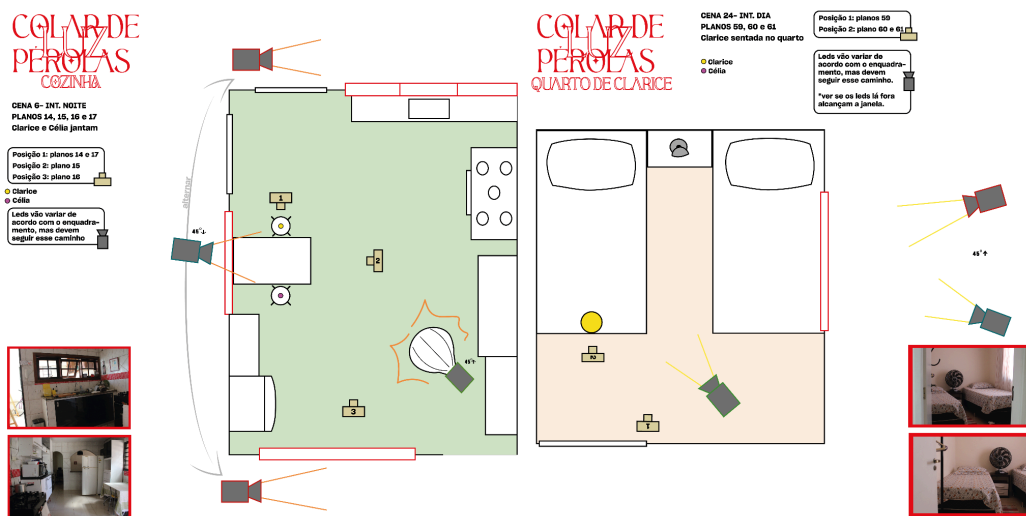 COLAR DE
LUZ
PÉROLAS
COZINHA
CENA 6- INT. NOITE
PLANOS 14, 15, 16 e 17
Clarice e Célia jantam
Posição 1: planos 14 e 17
Posição 2: plano 15
Posição 3: plano 16
Clarice
Célia
Leds vão variar de
acordo com o enquadra-
mento, mas devem
seguir esse caminho
alternar
45°↓
1
2
3
45°↑
COLAR DE
LUZ
PÉROLAS
QUARTO DE CLARICE
CENA 24- INT. DIA
PLANOS 59, 60 e 61
Clarice sentada no quarto
Clarice
Célia
Posição 1: planos 59
Posição 2: plano 60 e 61
Leds vão variar de
acordo com o enquadra-
mento, mas devem
seguir esse caminho.
*ver se os leds lá fora
alcançam a janela.
45°↑
2
1